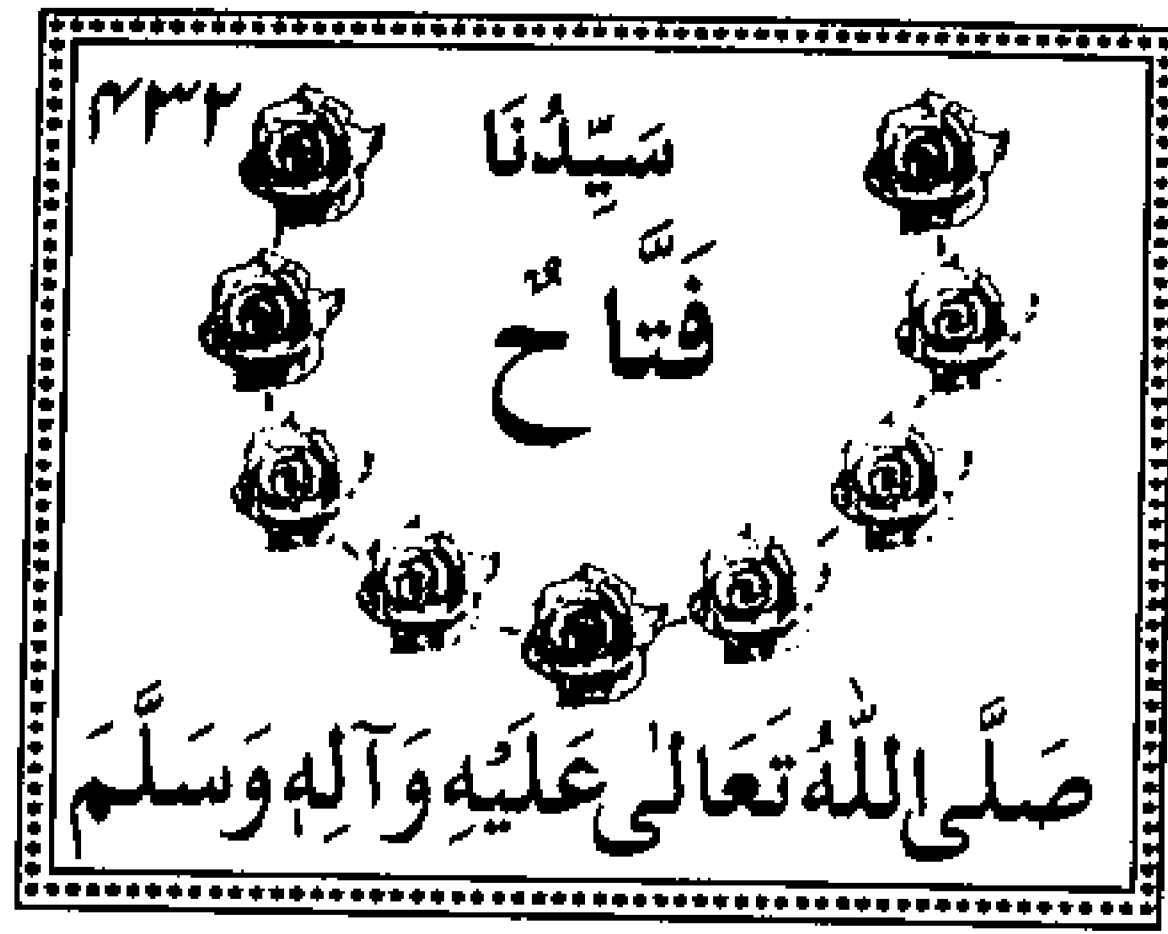 ۴۳۲
سَيِّدُنَا
فَتَّاحٌ
صَلَّى اللّٰهُ تَعَالٰى عَلَيْهِ وَآلِهٖ وَسَلَّمَ